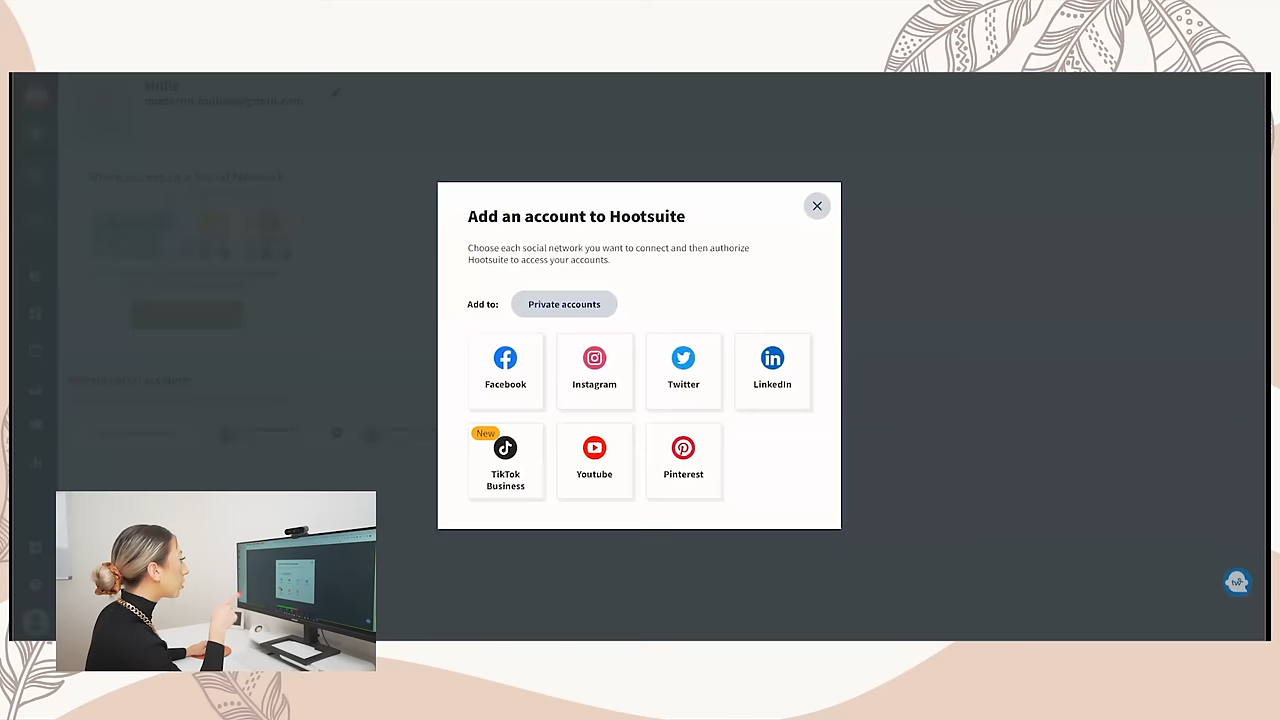 Add an account to Hootsuite
Choose each social network you want to connect and then authorize
Hootsuite to access your accounts.
Add to:
Private accounts
Facebook
Instagram
Twitter
LinkedIn
New
TikTok
Business
Youtube
Pinterest